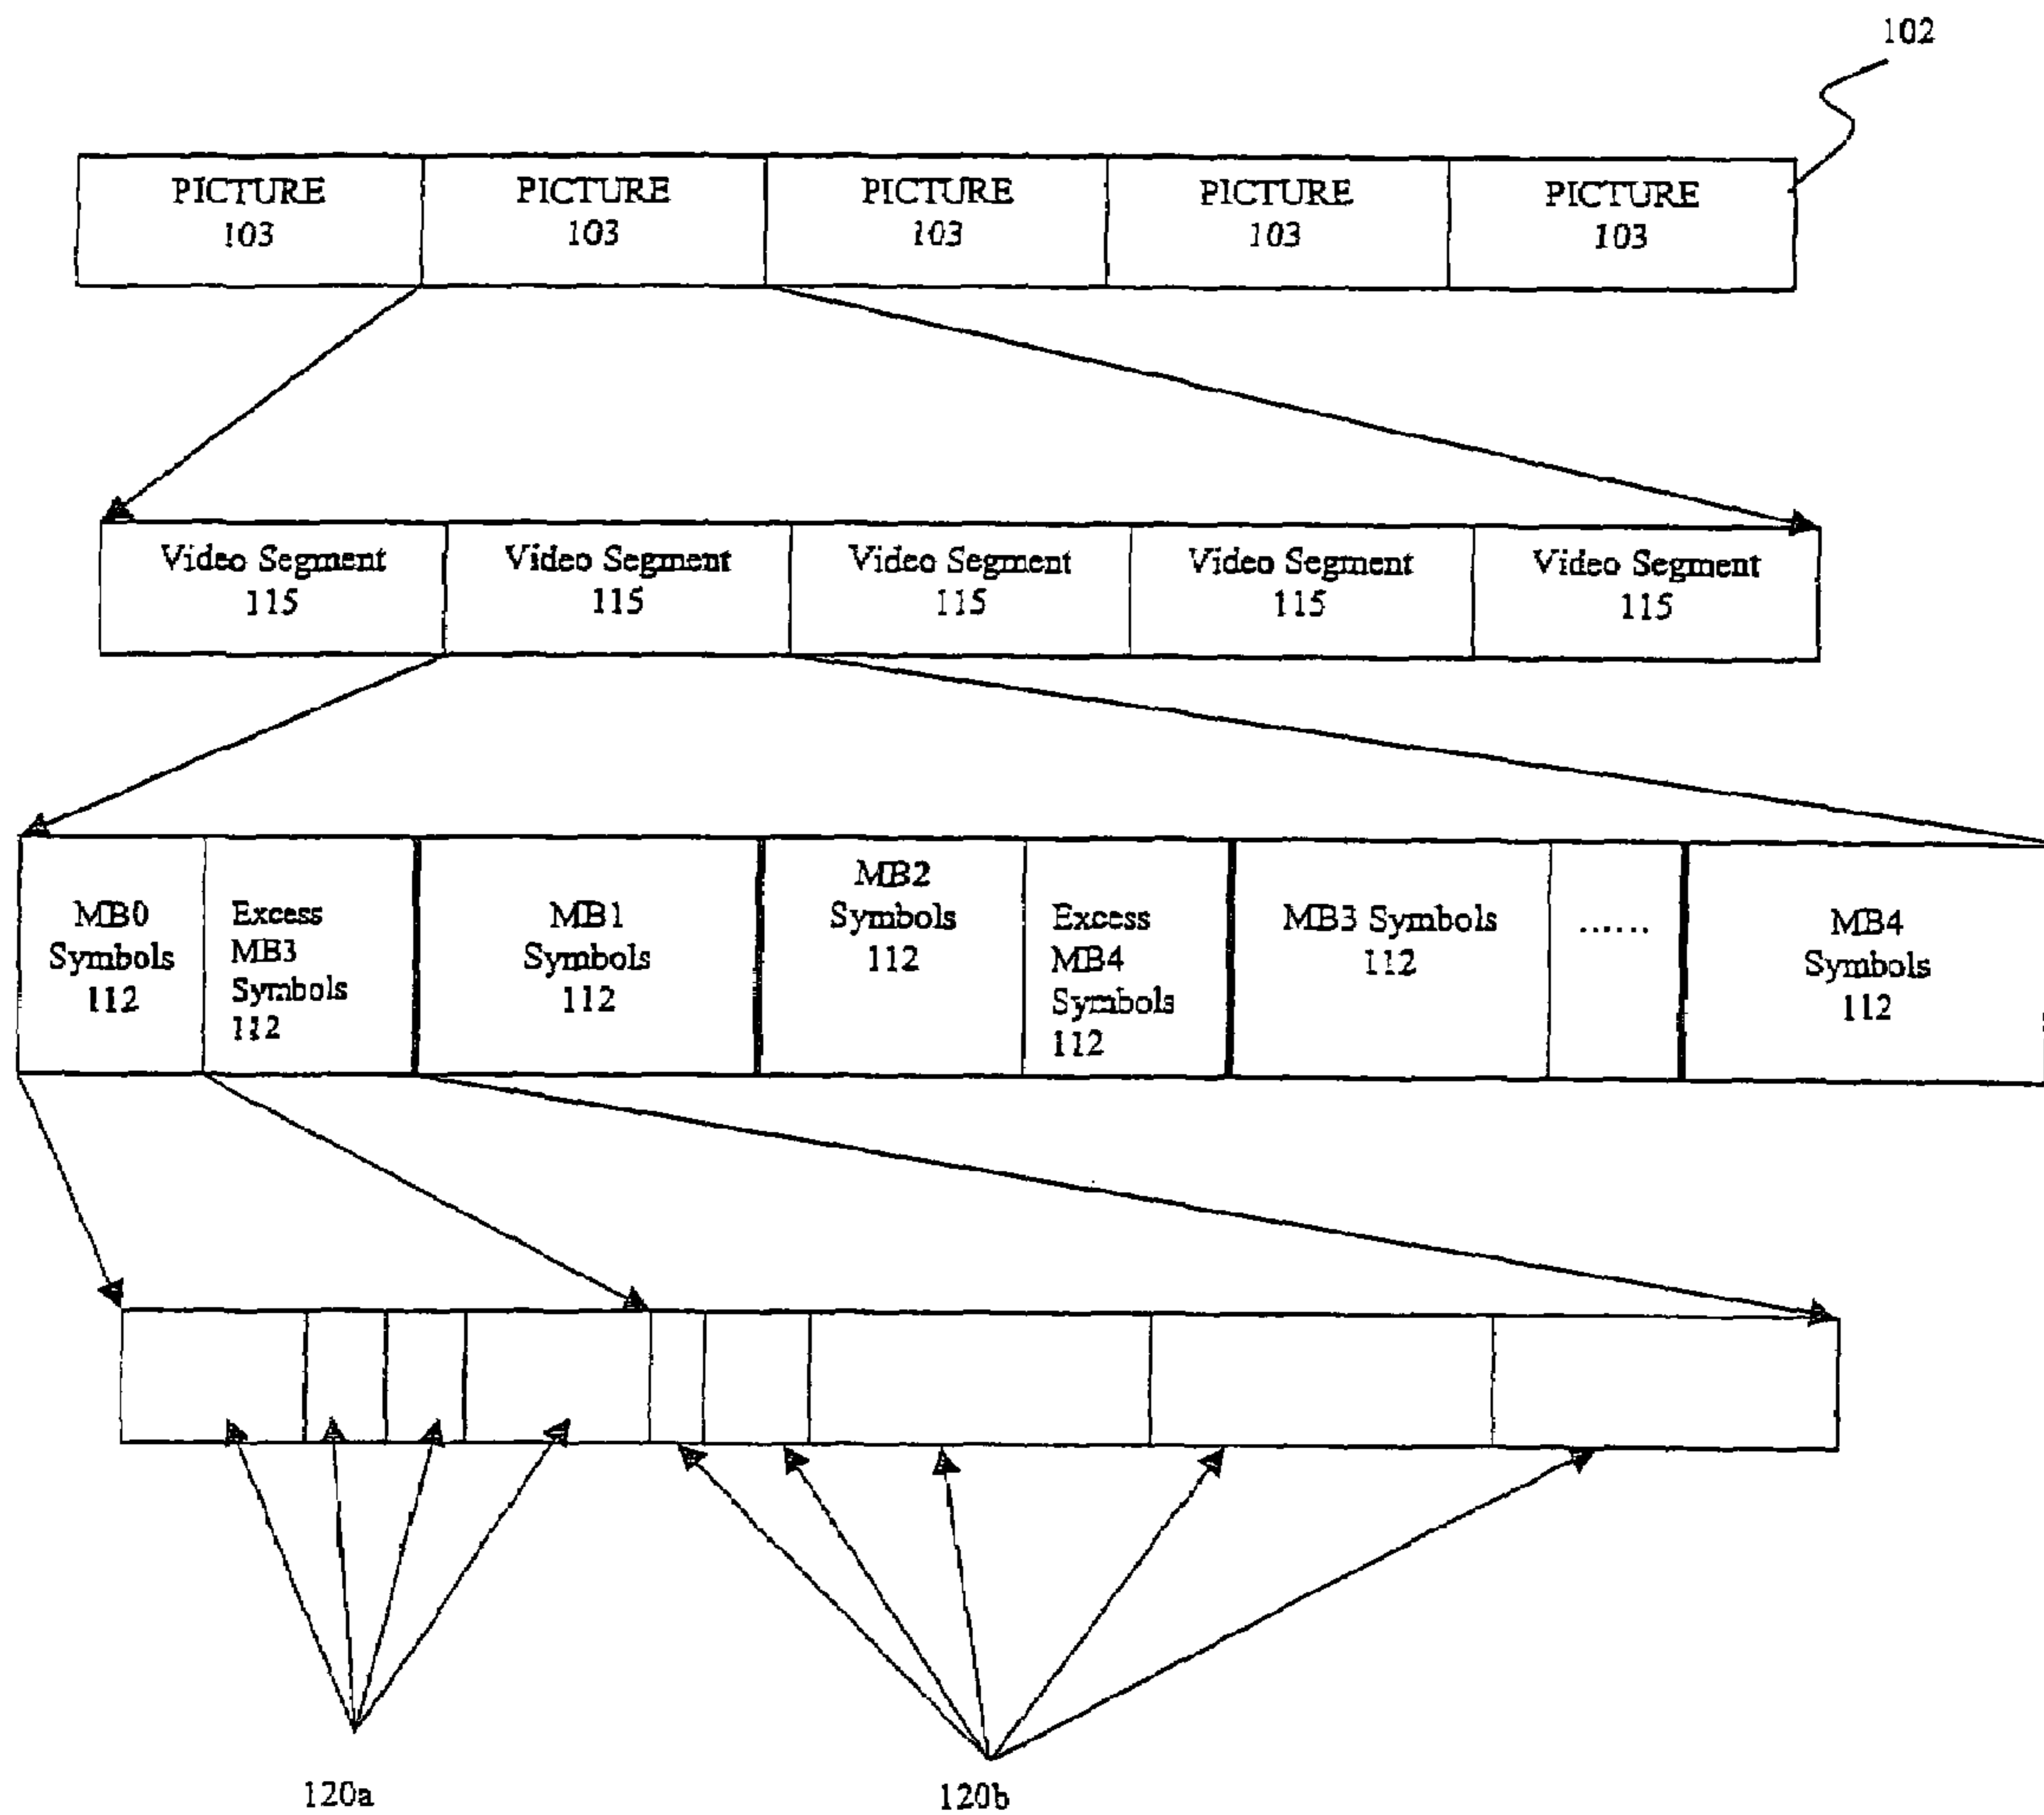 102
PICTURE
103
PICTURE
103
PICTURE
103
PICTURE
103
PICTURE
103
Video Segment
115
Video Segment
115
Video Segment
115
Video Segment
115
Video Segment
115
MB0
Symbols
112
Excess
MB3
Symbols
112
MB1
Symbols
112
MB2
Symbols
112
Excess
MB4
Symbols
112
MB3 Symbols
112
......
MB4
Symbols
112
120a
120b